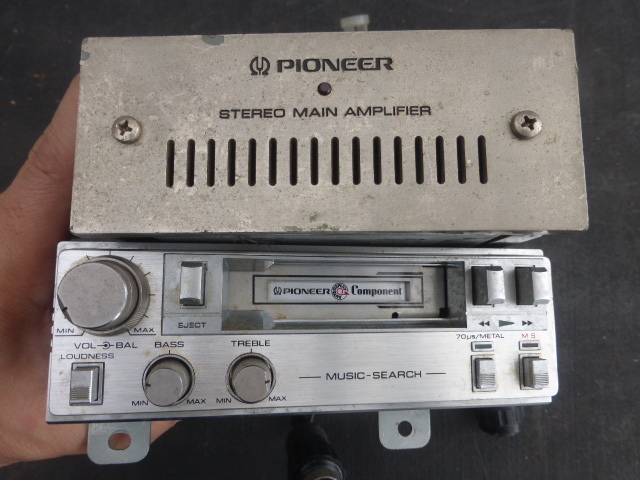 PIONEER
STEREO MAIN AMPLIFIER
PIONEER Component
EJECT
MIN MAX
VOL BAL
LOUDNESS
BASS
MIN MAX
TREBLE
MIN MAX
MUSIC-SEARCH
70μs/METAL
MS